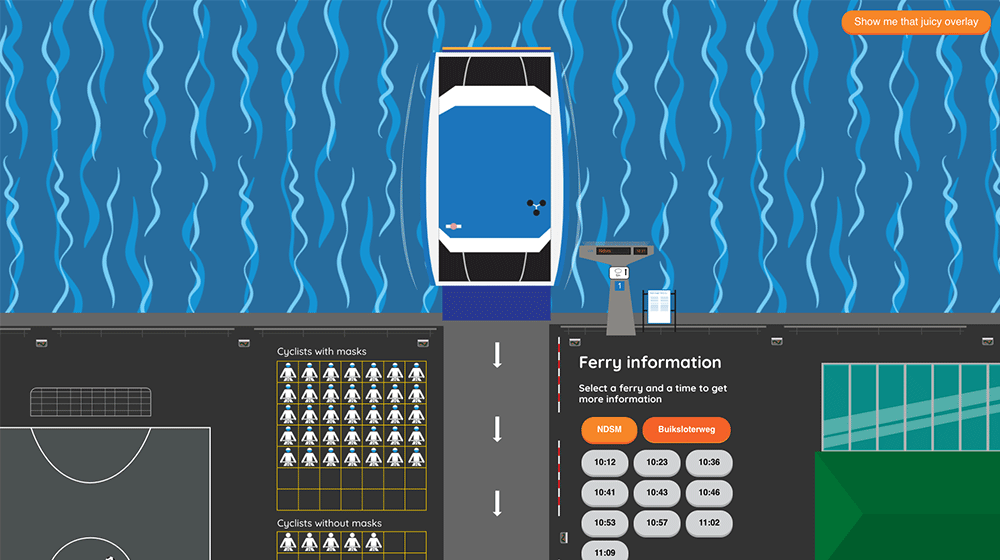 Show me that juicy overlay
1
Cyclists with masks
Ferry information
Select a ferry and a time to get
more information
NDSM
Buiksloterweg
10:12
10:23
10:36
10:41
10:43
10:46
10:53
10:57
11:02
11:09
Cyclists without masks